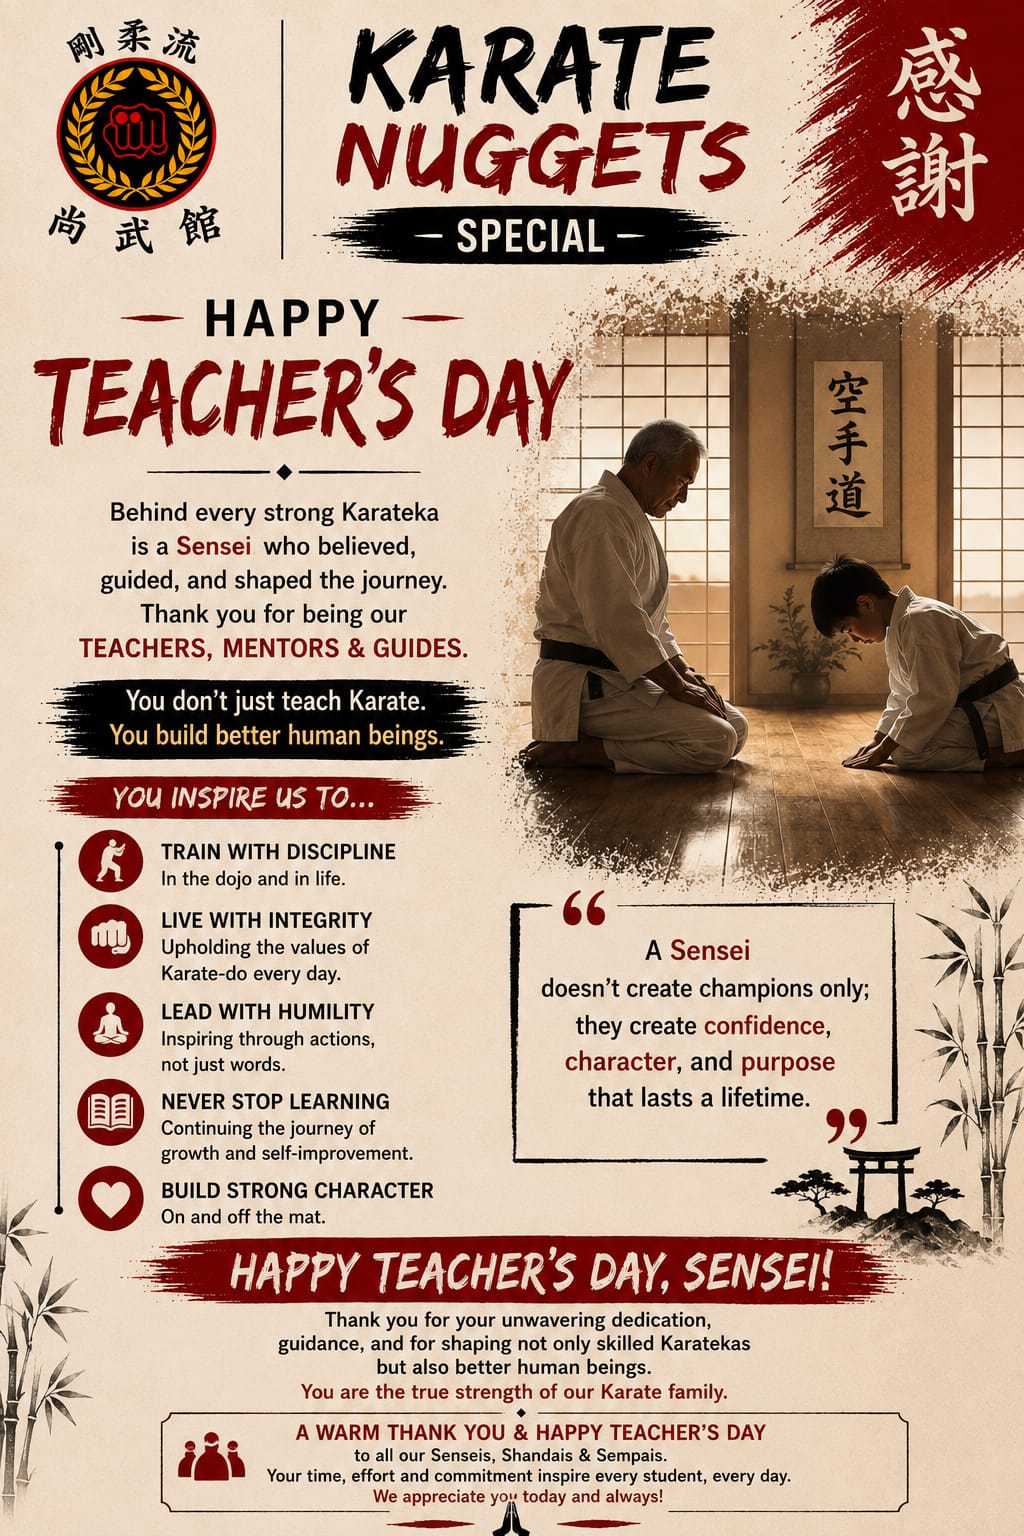 剛柔流
尚武館
KARATE
NUGGETS
– SPECIAL –
感謝
HAPPY
TEACHER'S DAY
空手道
Behind every strong Karateka
is a Sensei who believed,
guided, and shaped the journey.
Thank you for being our
TEACHERS, MENTORS & GUIDES.
You don't just teach Karate.
You build better human beings.
YOU INSPIRE US TO...
TRAIN WITH DISCIPLINE
In the dojo and in life.
LIVE WITH INTEGRITY
Upholding the values of
Karate-do every day.
LEAD WITH HUMILITY
Inspiring through actions,
not just words.
NEVER STOP LEARNING
Continuing the journey of
growth and self-improvement.
BUILD STRONG CHARACTER
On and off the mat.
“
A Sensei
doesn't create champions only;
they create confidence,
character, and purpose
that lasts a lifetime.
”
HAPPY TEACHER'S DAY, SENSEI!
Thank you for your unwavering dedication,
guidance, and for shaping not only skilled Karatekas
but also better human beings.
You are the true strength of our Karate family.
A WARM THANK YOU & HAPPY TEACHER'S DAY
to all our Senseis, Shandais & Sempais.
Your time, effort and commitment inspire every student, every day.
We appreciate you today and always!